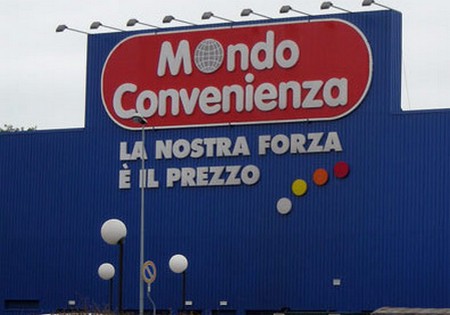 Mondo
Convenienza
LA NOSTRA FORZA
È IL PREZZO